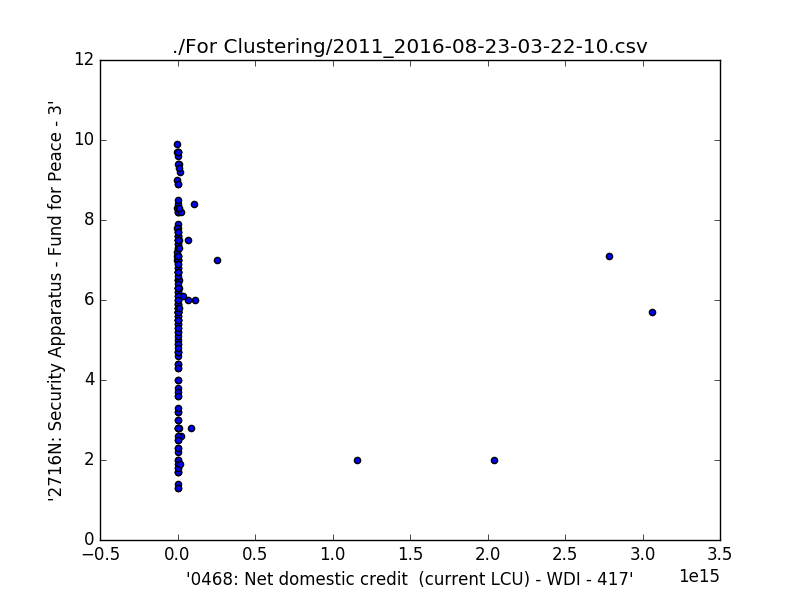 ./For Clustering/2011_2016-08-23-03-22-10.csv
12
10
8
6
4
2
0
'2716N: Security Apparatus - Fund for Peace - 3'
−0.5 0.0 0.5 1.0 1.5 2.0 2.5 3.0 3.5
1e15
'0468: Net domestic credit  (current LCU) - WDI - 417'